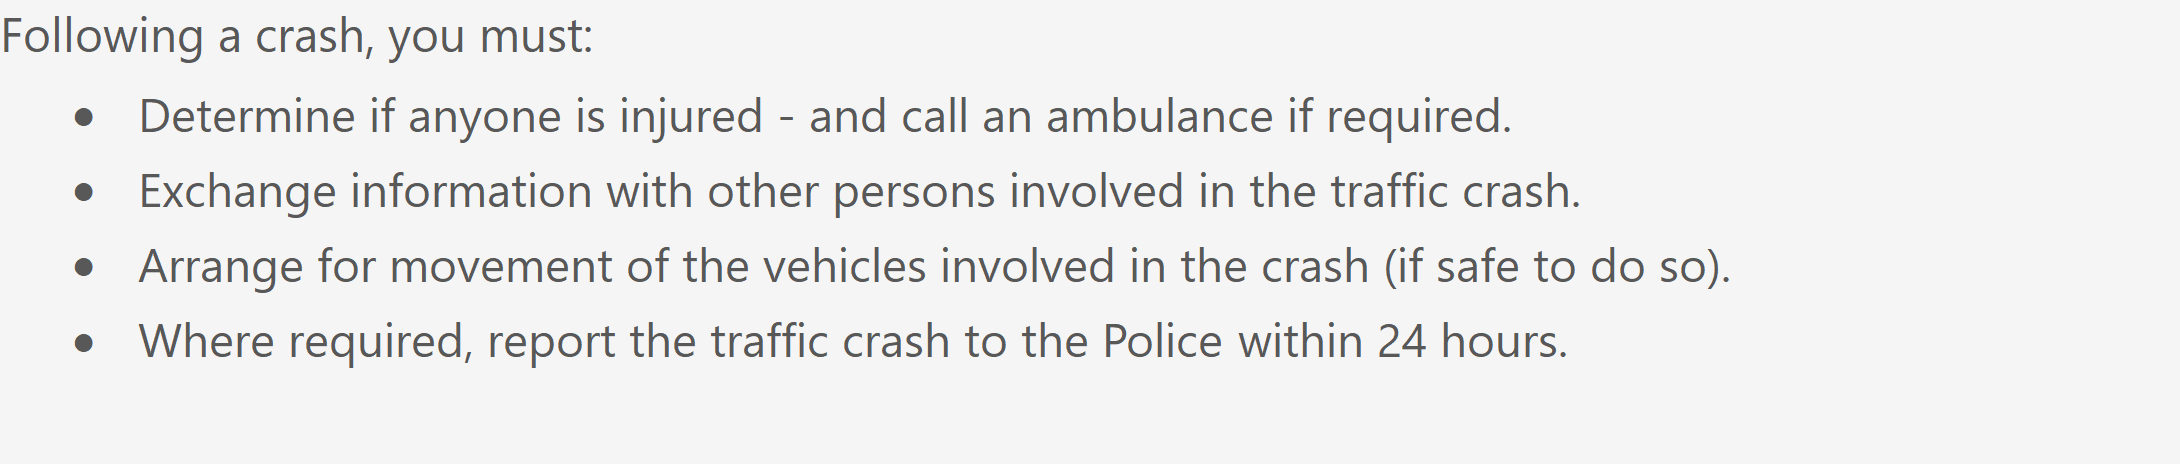 Following a crash, you must:
● Determine if anyone is injured - and call an ambulance if required.
● Exchange information with other persons involved in the traffic crash.
● Arrange for movement of the vehicles involved in the crash (if safe to do so).
● Where required, report the traffic crash to the Police within 24 hours.